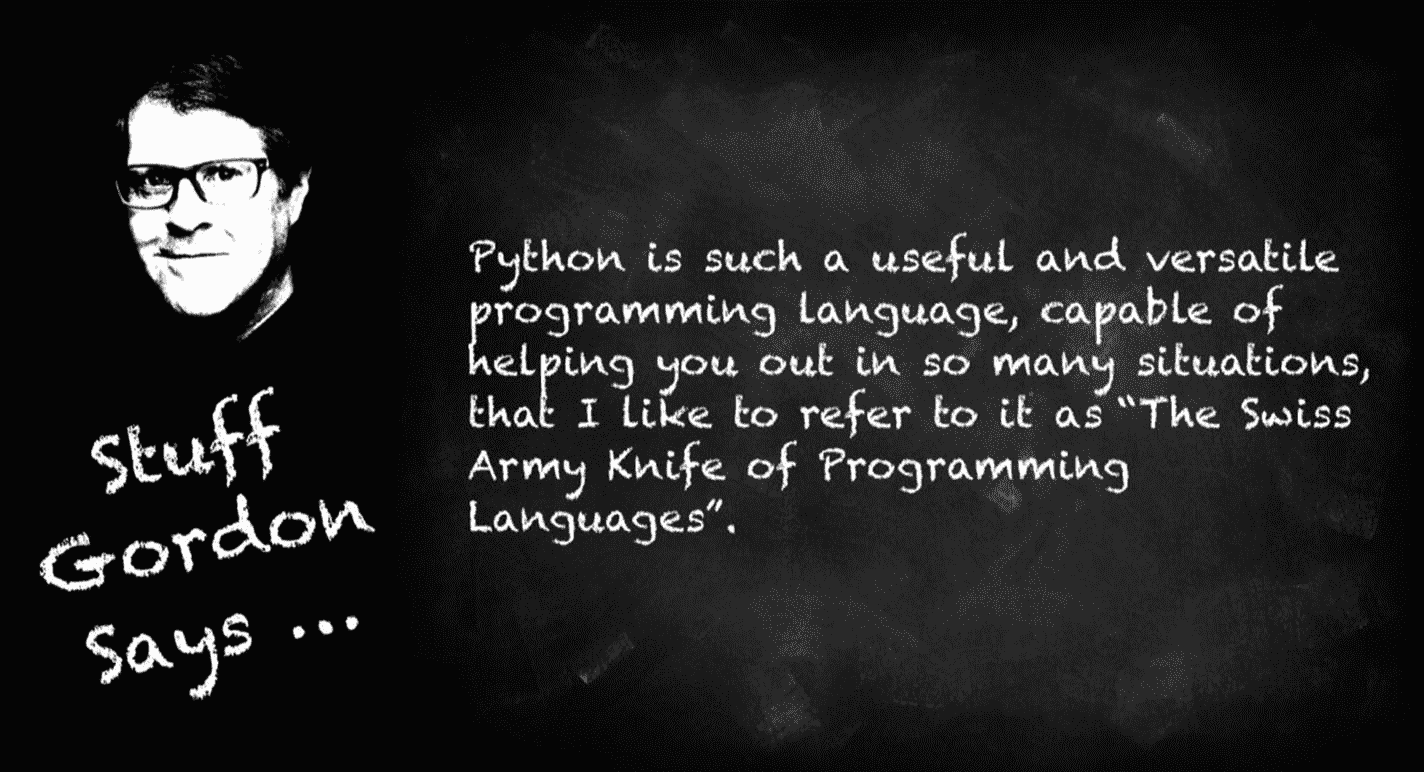 Stuff
Gordon
Says ...
Python is such a useful and versatile
programming language, capable of
helping you out in so many situations,
that I like to refer to it as “The Swiss
Army Knife of Programming
Languages”.